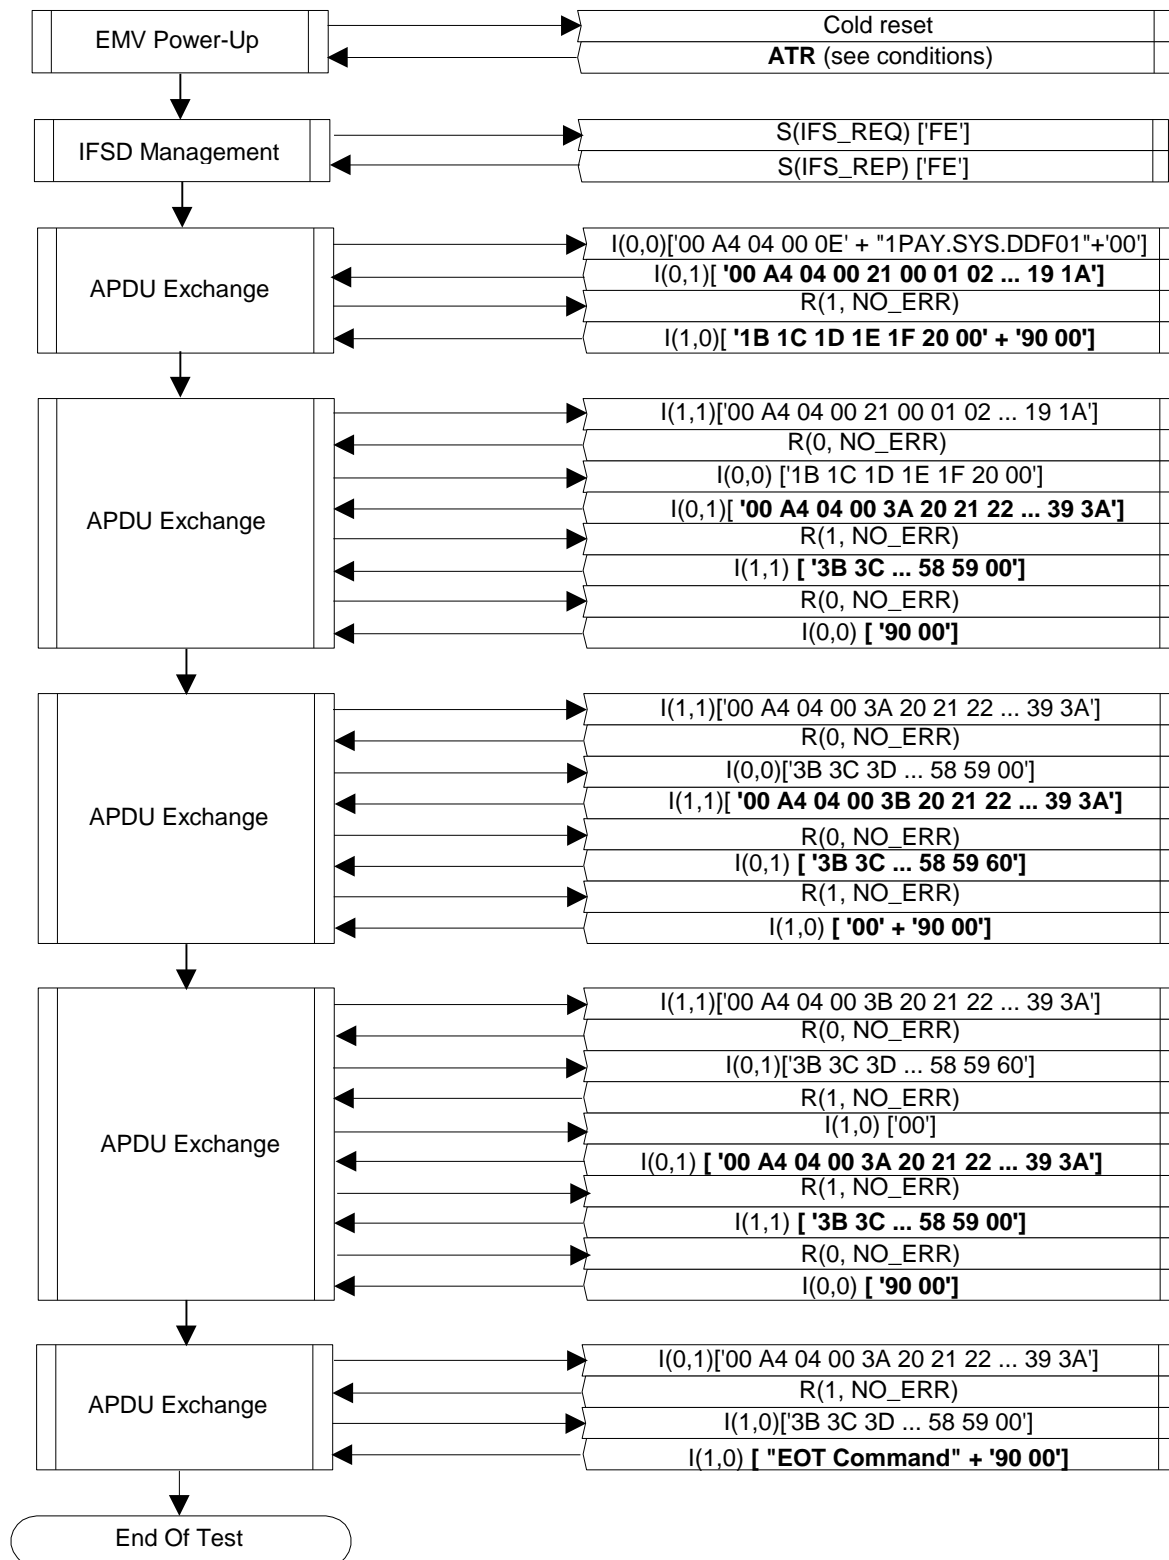 EMV Power-Up
Cold reset
ATR (see conditions)
IFSD Management
S(IFS_REQ) ['FE']
S(IFS_REP) ['FE']
APDU Exchange
I(0,0)['00 A4 04 00 0E' + "1PAY.SYS.DDF01"+'00']
I(0,1)[ '00 A4 04 00 21 00 01 02 ... 19 1A']
R(1, NO_ERR)
I(1,0)[ '1B 1C 1D 1E 1F 20 00' + '90 00']
APDU Exchange
I(1,1)['00 A4 04 00 21 00 01 02 ... 19 1A']
R(0, NO_ERR)
I(0,0) ['1B 1C 1D 1E 1F 20 00']
I(0,1)[ '00 A4 04 00 3A 20 21 22 ... 39 3A']
R(1, NO_ERR)
I(1,1) [ '3B 3C ... 58 59 00']
R(0, NO_ERR)
I(0,0) [ '90 00']
APDU Exchange
I(1,1)['00 A4 04 00 3A 20 21 22 ... 39 3A']
R(0, NO_ERR)
I(0,0)['3B 3C 3D ... 58 59 00']
I(1,1)[ '00 A4 04 00 3B 20 21 22 ... 39 3A']
R(0, NO_ERR)
I(0,1) [ '3B 3C ... 58 59 60']
R(1, NO_ERR)
I(1,0) [ '00' + '90 00']
APDU Exchange
I(1,1)['00 A4 04 00 3B 20 21 22 ... 39 3A']
R(0, NO_ERR)
I(0,1)['3B 3C 3D ... 58 59 60']
R(1, NO_ERR)
I(1,0) ['00']
I(0,1) [ '00 A4 04 00 3A 20 21 22 ... 39 3A']
R(1, NO_ERR)
I(1,1) [ '3B 3C ... 58 59 00']
R(0, NO_ERR)
I(0,0) [ '90 00']
APDU Exchange
I(0,1)['00 A4 04 00 3A 20 21 22 ... 39 3A']
R(1, NO_ERR)
I(1,0)['3B 3C 3D ... 58 59 00']
I(1,0) [ "EOT Command" + '90 00']
End Of Test